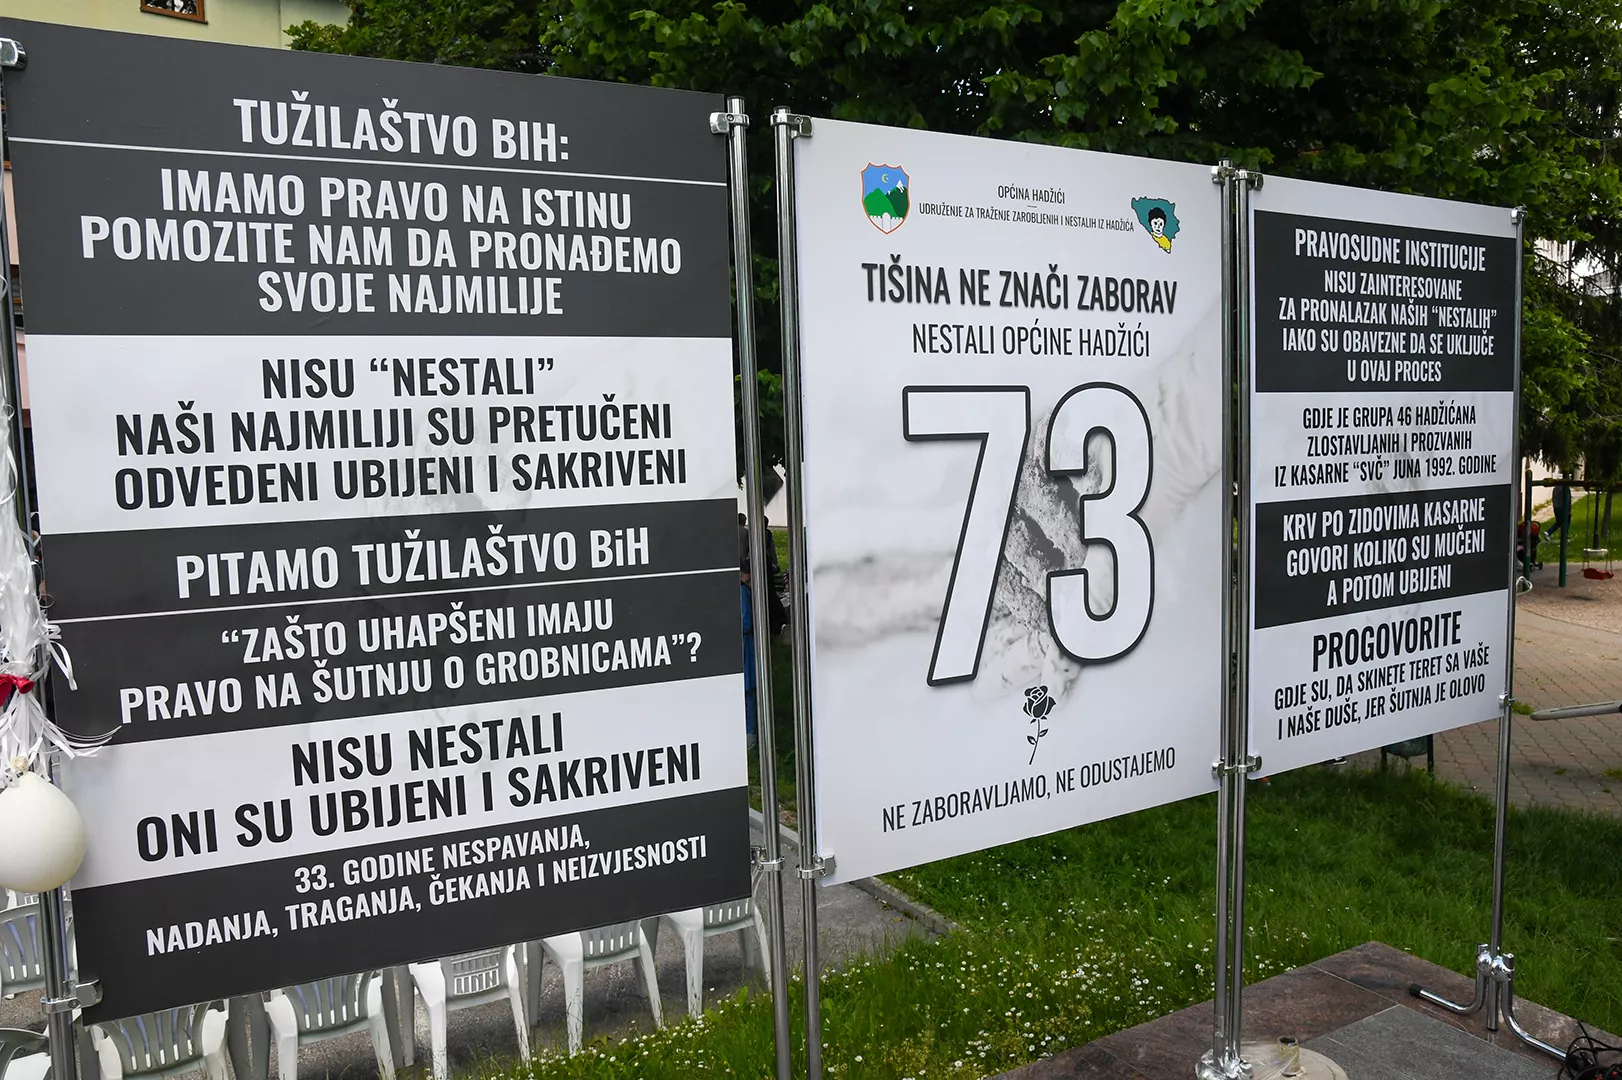 TUŽILAŠTVO BIH:
IMAMO PRAVO NA ISTINU
POMOZITE NAM DA PRONAĐEMO
SVOJE NAJMILIJE
NISU “NESTALI”
NAŠI NAJMILIJI SU PRETUČENI
ODVEDENI UBIJENI I SAKRIVENI
PITAMO TUŽILAŠTVO BiH
“ZAŠTO UHAPŠENI IMAJU
PRAVO NA ŠUTNJU O GROBNICAMA”?
NISU NESTALI
ONI SU UBIJENI I SAKRIVENI
33. GODINE NESPAVANJA,
NADANJA, TRAGANJA, ČEKANJA I NEIZVJESNOSTI
OPĆINA HADŽIĆI
UDRUŽENJE ZA TRAŽENJE ZAROBLJENIH I NESTALIH IZ HADŽIĆA
TIŠINA NE ZNAČI ZABORAV
NESTALI OPĆINE HADŽIĆI
73
NE ZABORAVLJAMO, NE ODUSTAJEMO
PRAVOSUDNE INSTITUCIJE
NISU ZAINTERESOVANE
ZA PRONALAZAK NAŠIH “NESTALIH”
IAKO SU OBAVEZNE DA SE UKLJUČE
U OVAJ PROCES
GDJE JE GRUPA 46 HADŽIĆANA
ZLOSTAVLJANIH I PROZVANIH
IZ KASARNE “SVČ” JUNA 1992. GODINE
KRV PO ZIDOVIMA KASARNE
GOVORI KOLIKO SU MUČENI
A POTOM UBIJENI
PROGOVORITE
GDJE SU, DA SKINETE TERET SA VAŠE
I NAŠE DUŠE, JER ŠUTNJA JE OLOVO